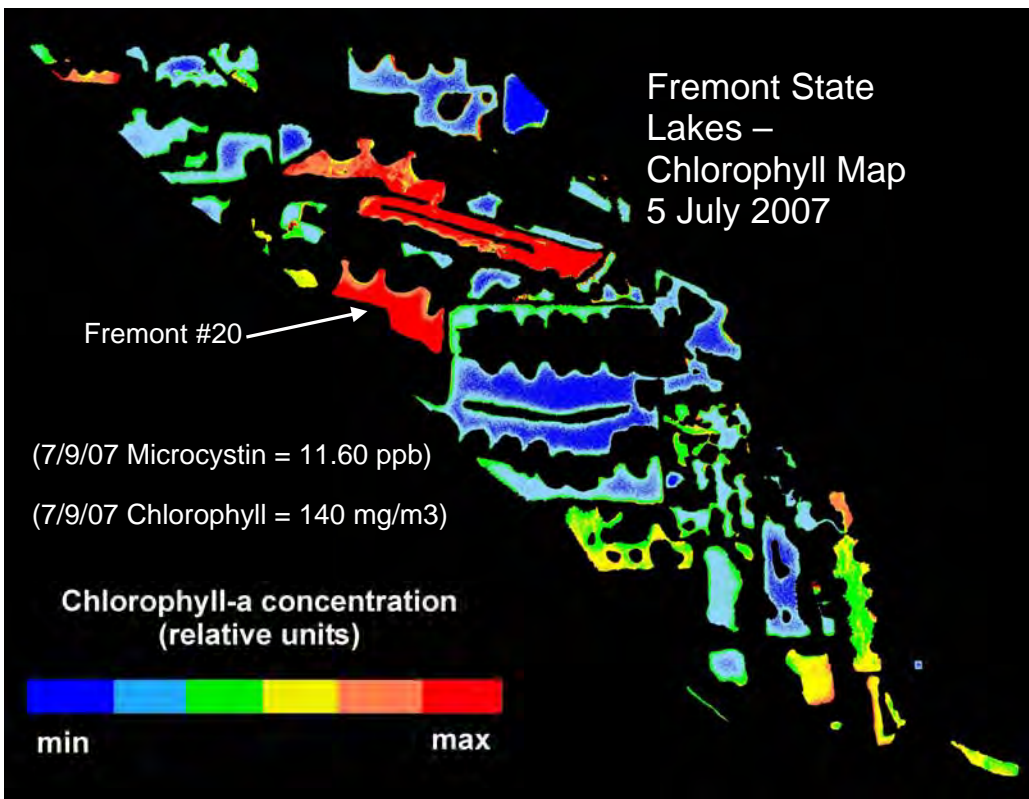 Fremont State
Lakes –
Chlorophyll Map
5 July 2007
Fremont #20
(7/9/07 Microcystin = 11.60 ppb)
(7/9/07 Chlorophyll = 140 mg/m3)
Chlorophyll-a concentration
(relative units)
min max